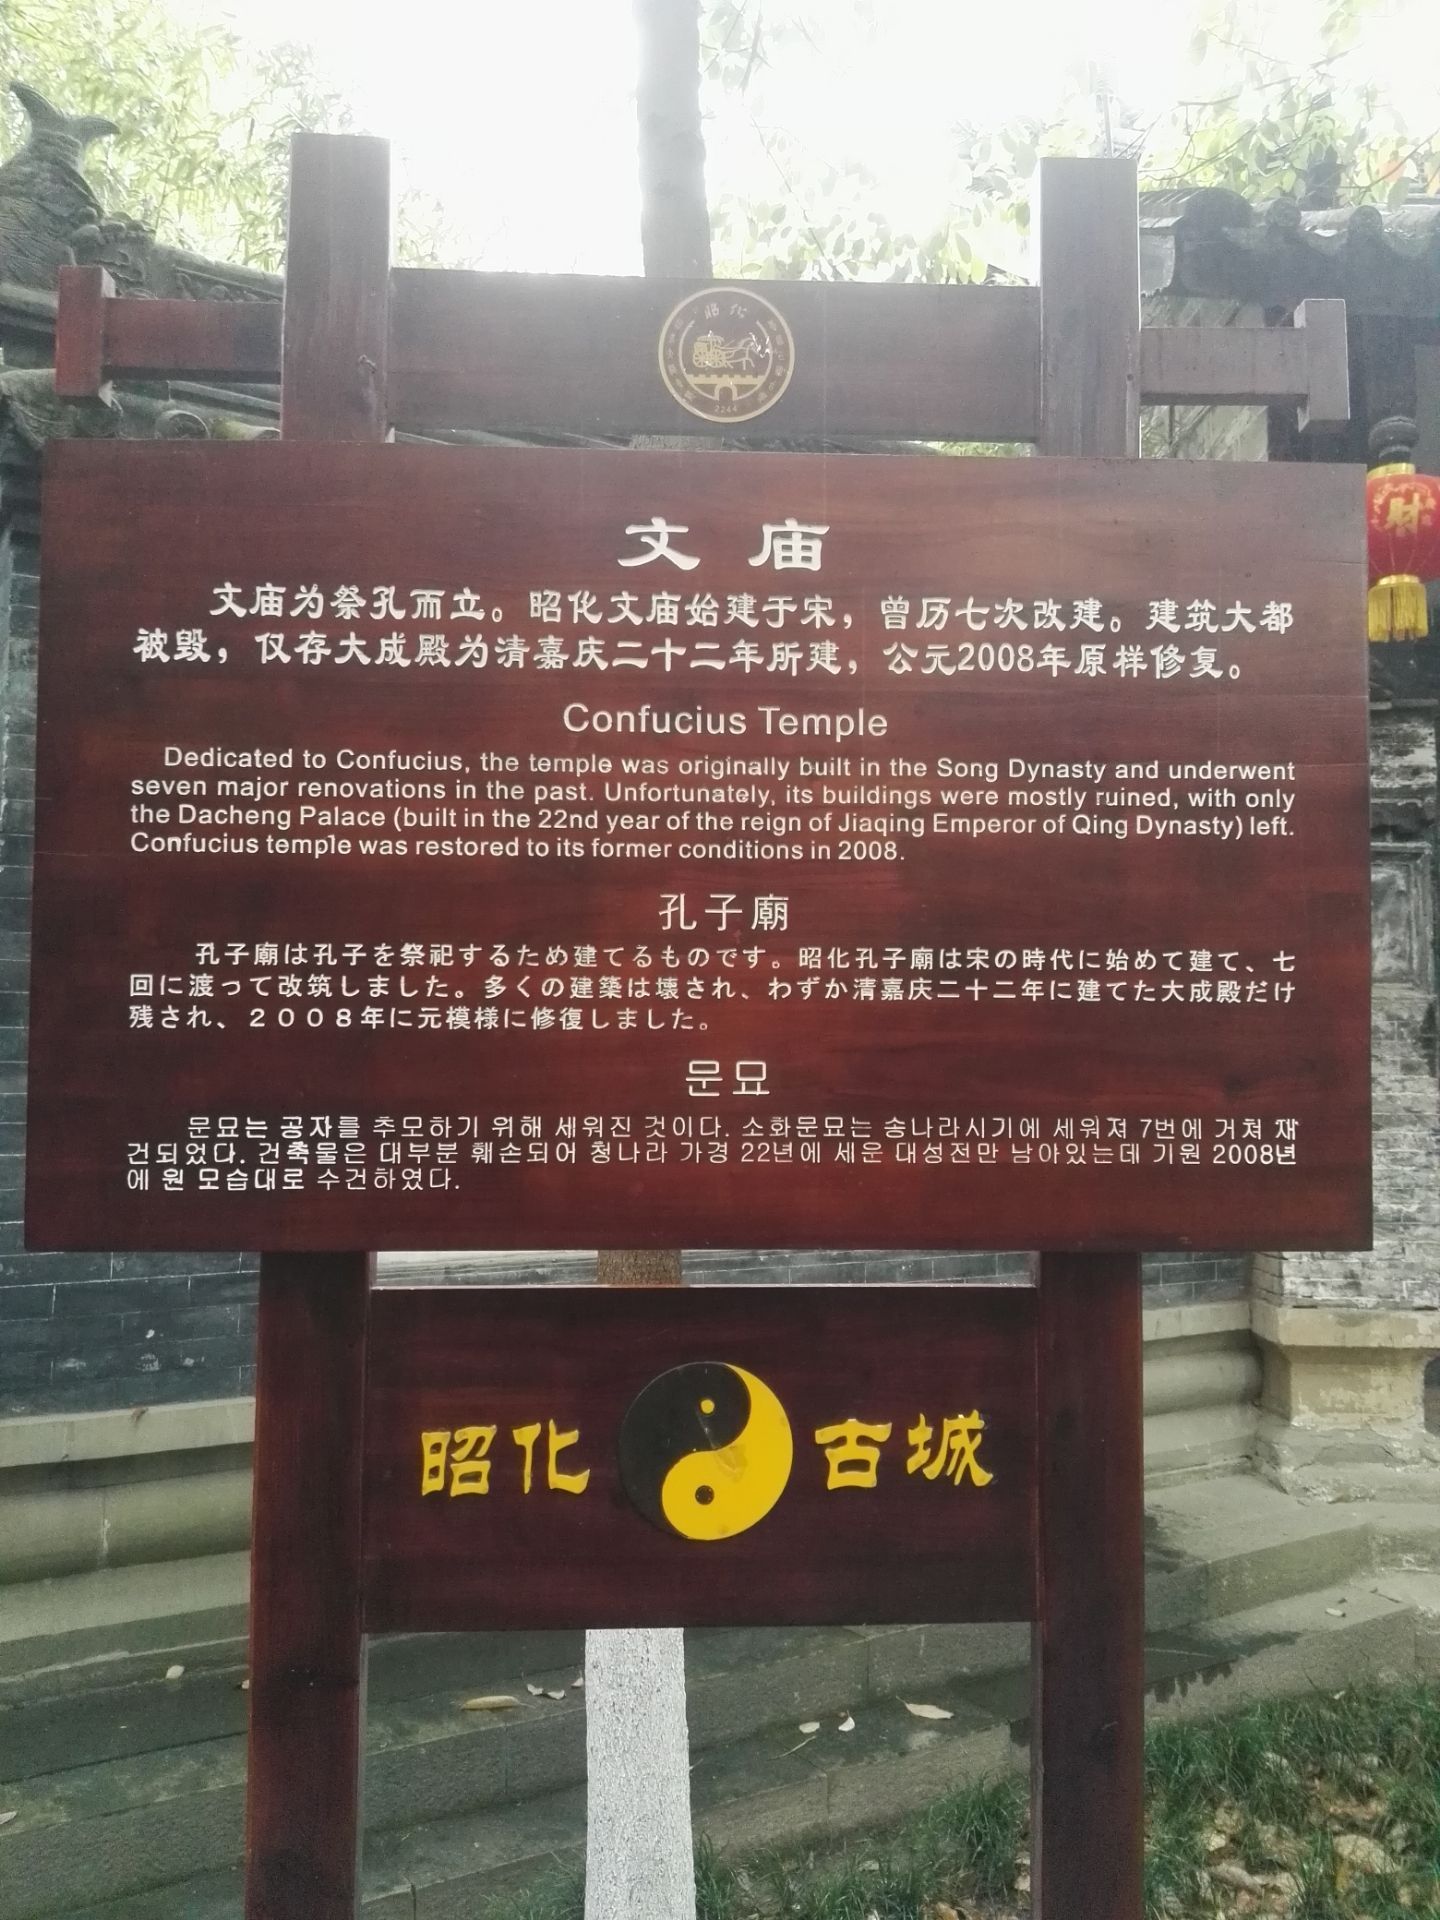 昭化
2244
财
文庙
文庙为祭孔而立。昭化文庙始建于宋，曾历七次改建。建筑大都
被毁，仅存大成殿为清嘉庆二十二年所建，公元2008年原样修复。
Confucius Temple
Dedicated to Confucius, the temple was originally built in the Song Dynasty and underwent
seven major renovations in the past. Unfortunately, its buildings were mostly ruined, with only
the Dacheng Palace (built in the 22nd year of the reign of Jiaqing Emperor of Qing Dynasty) left.
Confucius temple was restored to its former conditions in 2008.
孔子廟
孔子廟は孔子を祭祀するため建てるものです。昭化孔子廟は宋の時代に始めて建て、七
回に渡って改筑しました。多くの建築は壊され、わずか清嘉庆二十二年に建てた大成殿だけ
残され、２００８年に元模様に修復しました。
문묘
문묘는 공자를 추모하기 위해 세워진 것이다. 소화문묘는 송나라시기에 세워져 7번에 거쳐 재
건되었다. 건축물은 대부분 훼손되어 청나라 가경 22년에 세운 대성전만 남아있는데 기원 2008년
에 원 모습대로 수건하였다.
昭化 古城